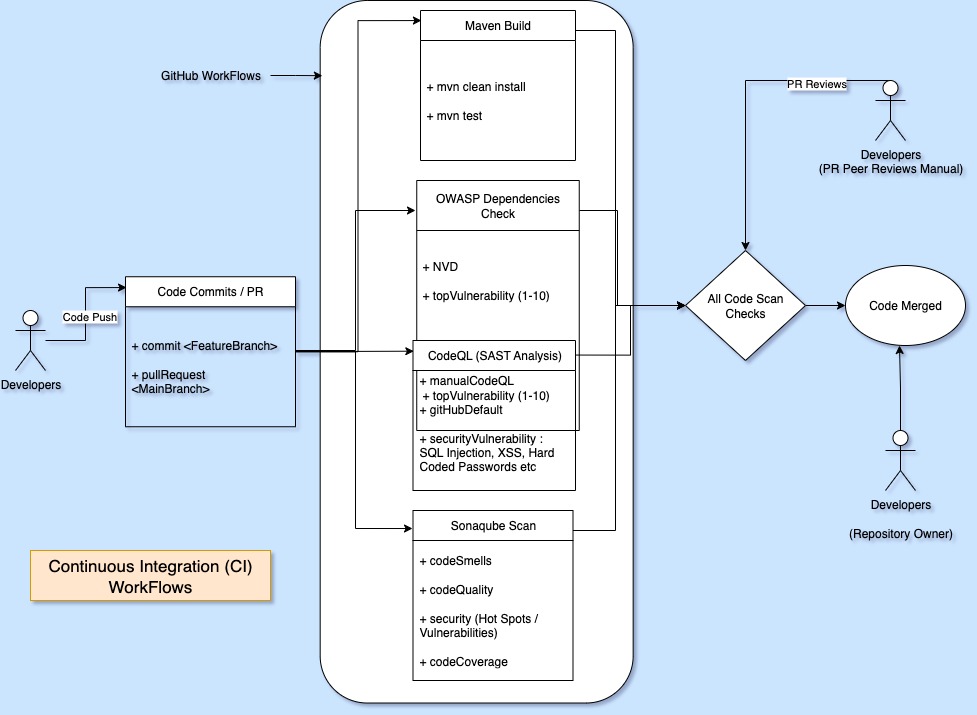 Maven Build
+ mvn clean install
+ mvn test
GitHub WorkFlows
PR Reviews
Developers
(PR Peer Reviews Manual)
OWASP Dependencies
Check
+ NVD
+ topVulnerability (1-10)
Code Commits / PR
+ commit <FeatureBranch>
+ pullRequest
<MainBranch>
Code Push
Developers
CodeQL (SAST Analysis)
+ manualCodeQL
+ topVulnerability (1-10)
+ gitHubDefault
+ securityVulnerability :
SQL Injection, XSS, Hard
Coded Passwords etc
All Code Scan
Checks
Code Merged
Developers
(Repository Owner)
Sonaqube Scan
+ codeSmells
+ codeQuality
+ security (Hot Spots /
Vulnerabilities)
+ codeCoverage
Continuous Integration (CI)
WorkFlows